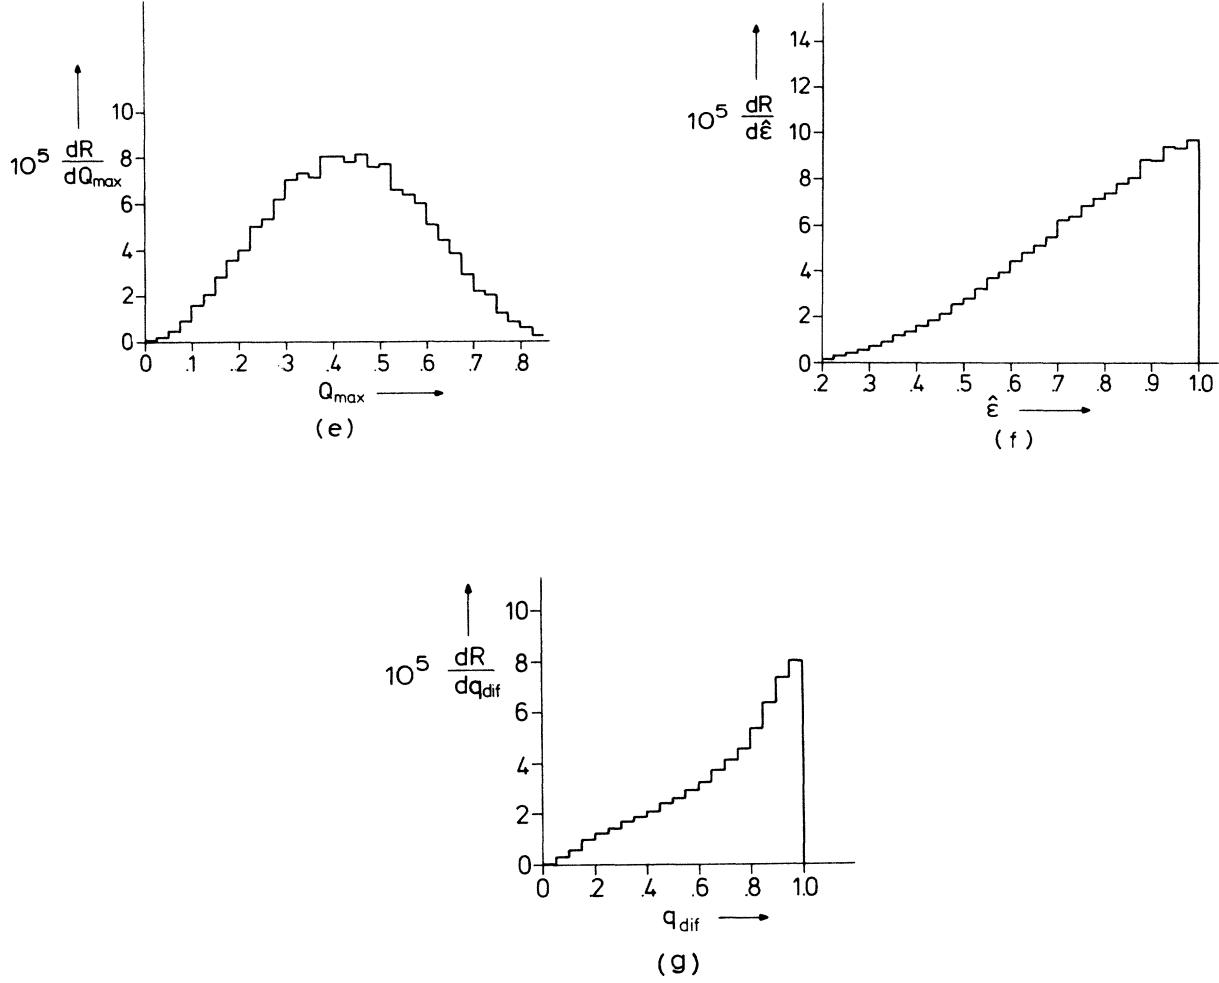 10⁵ dR/dQmax
10
8
6
4
2
0
0 .1 .2 .3 .4 .5 .6 .7 .8
Qmax
(e)
10⁵ dR/dε̂
14
12
10
8
6
4
2
0
.2 .3 .4 .5 .6 .7 .8 .9 1.0
ε̂
(f)
10⁵ dR/dqdif
10
8
6
4
2
0
0 .2 .4 .6 .8 1.0
qdif
(g)